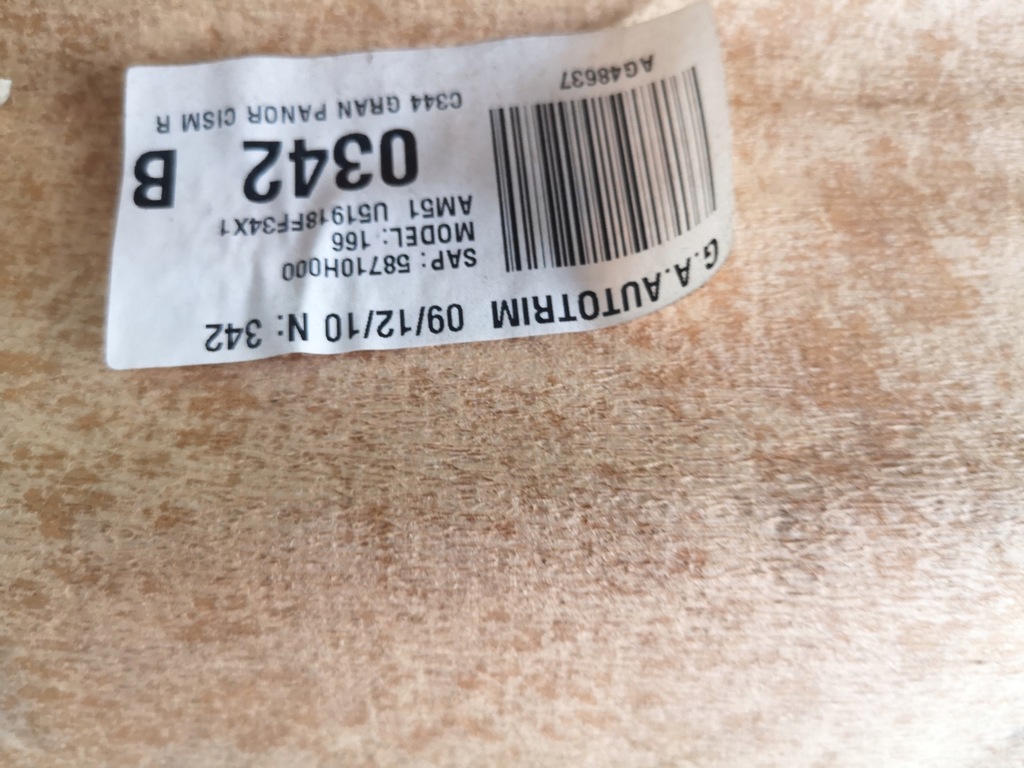 G.A.AUTOTRIM 09/12/10 N: 342
SAP: 58710H000
MODEL: 166
AM51 U51918FF34X1
0342 B
C344 GRAN PANOR CISM R
AG48637